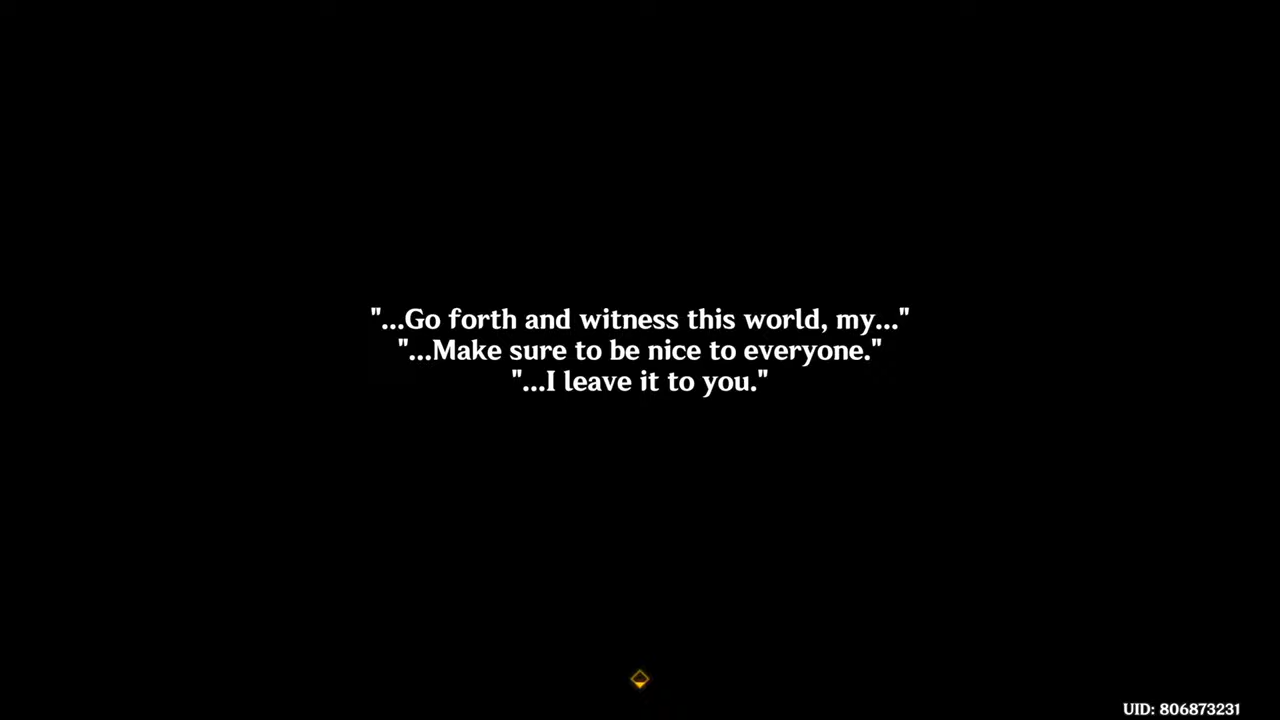 "...Go forth and witness this world, my..."
"...Make sure to be nice to everyone."
"...I leave it to you."
UID: 806873231